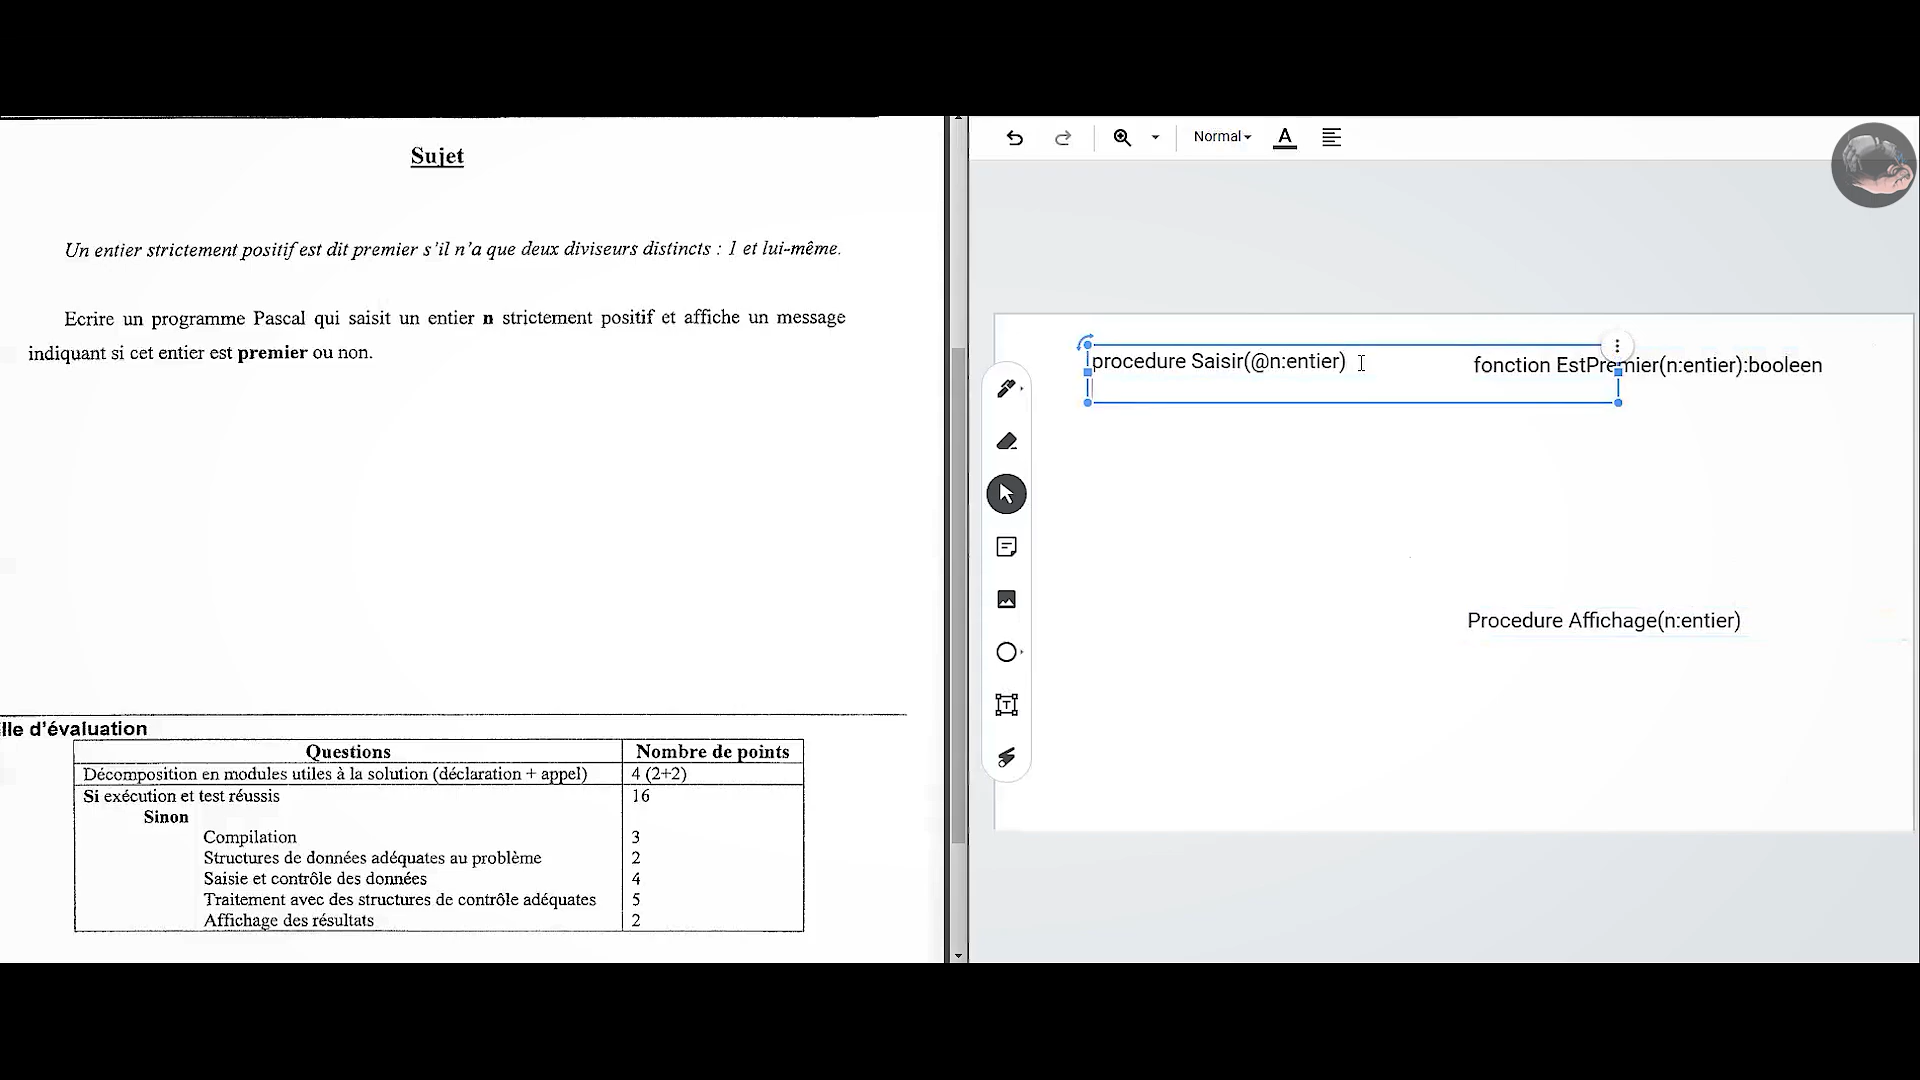 Sujet
Un entier strictement positif est dit premier s'il n'a que deux diviseurs distincts : 1 et lui-même.
Ecrire un programme Pascal qui saisit un entier n strictement positif et affiche un message
indiquant si cet entier est premier ou non.
lle d'évaluation
Questions Nombre de points
Décomposition en modules utiles à la solution (déclaration + appel) 4 (2+2)
Si exécution et test réussis 16
Sinon
Compilation 3
Structures de données adéquates au problème 2
Saisie et contrôle des données 4
Traitement avec des structures de contrôle adéquates 5
Affichage des résultats 2
Normal
procedure Saisir(@n:entier)
fonction EstPremier(n:entier):booleen
Procedure Affichage(n:entier)